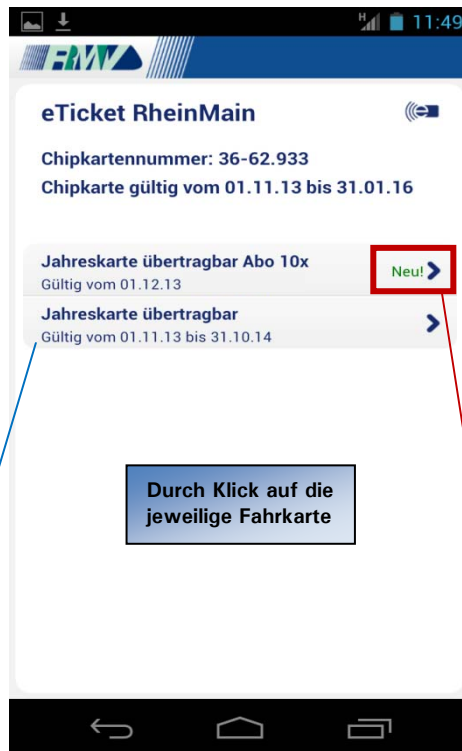 H 11:49
RMV
eTicket RheinMain
Chipkartennummer: 36-62.933
Chipkarte gültig vom 01.11.13 bis 31.01.16
Jahreskarte übertragbar Abo 10x
Neu!
Gültig vom 01.12.13
Jahreskarte übertragbar
Gültig vom 01.11.13 bis 31.10.14
Durch Klick auf die
jeweilige Fahrkarte